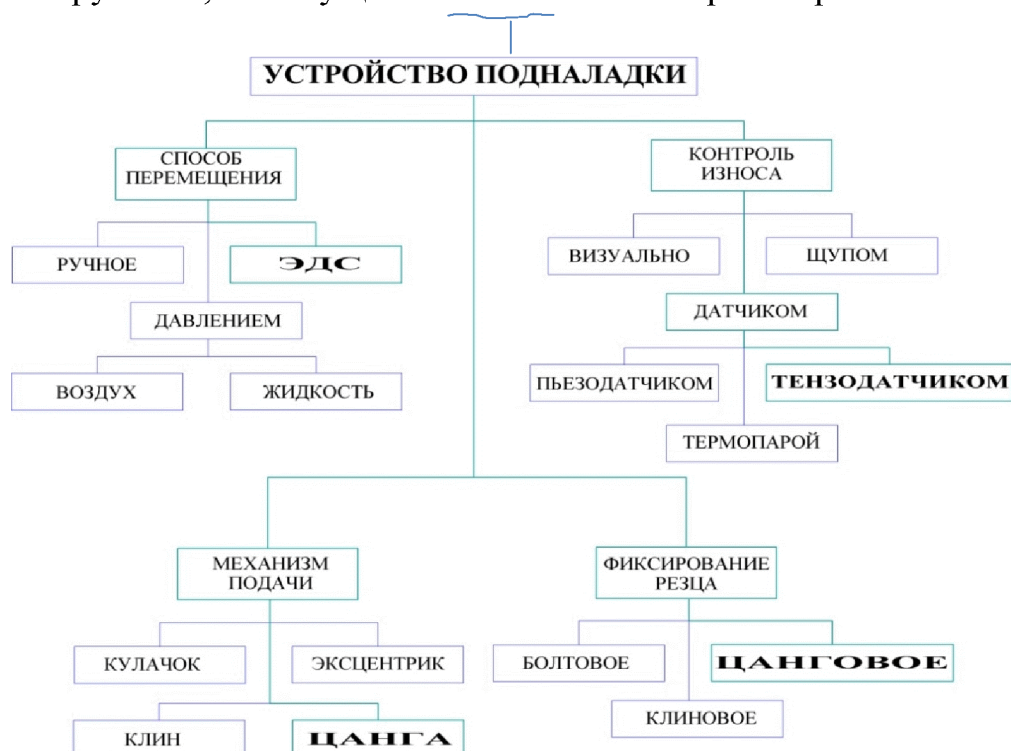 УСТРОЙСТВО ПОДНАЛАДКИ
СПОСОБ
ПЕРЕМЕЩЕНИЯ
КОНТРОЛЬ
ИЗНОСА
РУЧНОЕ
ЭДС
ВИЗУАЛЬНО
ЩУПОМ
ДАВЛЕНИЕМ
ДАТЧИКОМ
ВОЗДУХ
ЖИДКОСТЬ
ПЬЕЗОДАТЧИКОМ
ТЕНЗОДАТЧИКОМ
ТЕРМОПАРОЙ
МЕХАНИЗМ
ПОДАЧИ
ФИКСИРОВАНИЕ
РЕЗЦА
КУЛАЧОК
ЭКСЦЕНТРИК
БОЛТОВОЕ
ЦАНГОВОЕ
КЛИН
ЦАНГА
КЛИНОВОЕ